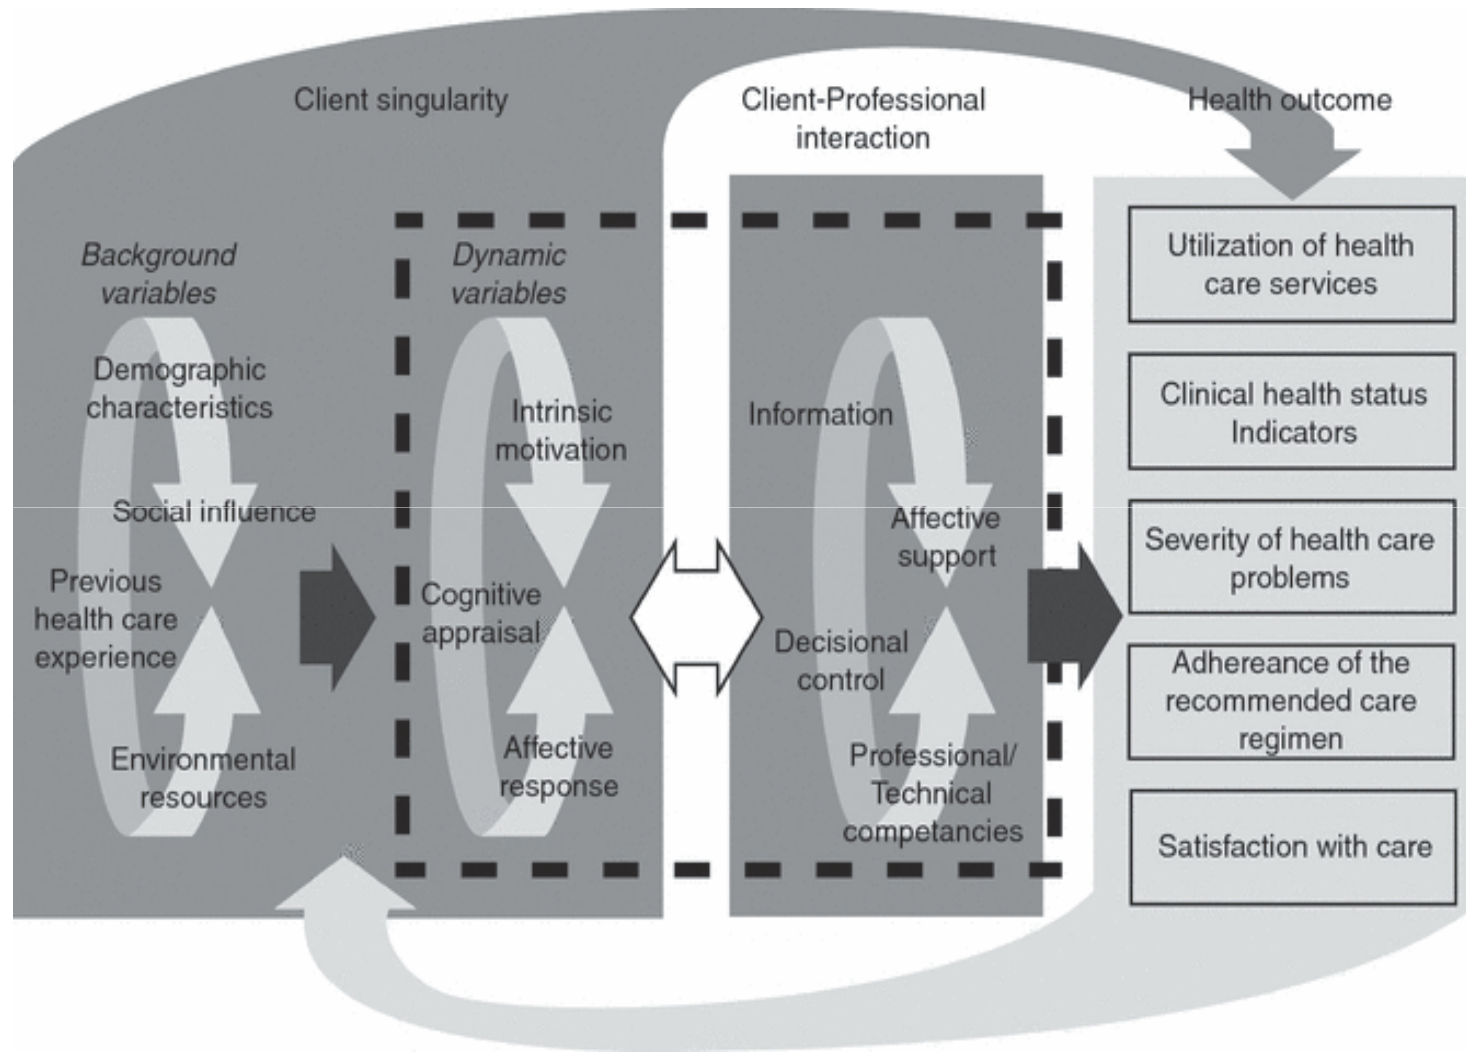 Client singularity
Client-Professional
interaction
Health outcome
Background
variables
Demographic
characteristics
Social influence
Previous
health care
experience
Environmental
resources
Dynamic
variables
Intrinsic
motivation
Cognitive
appraisal
Affective
response
Information
Affective
support
Decisional
control
Professional/
Technical
competancies
Utilization of health
care services
Clinical health status
Indicators
Severity of health care
problems
Adhereance of the
recommended care
regimen
Satisfaction with care